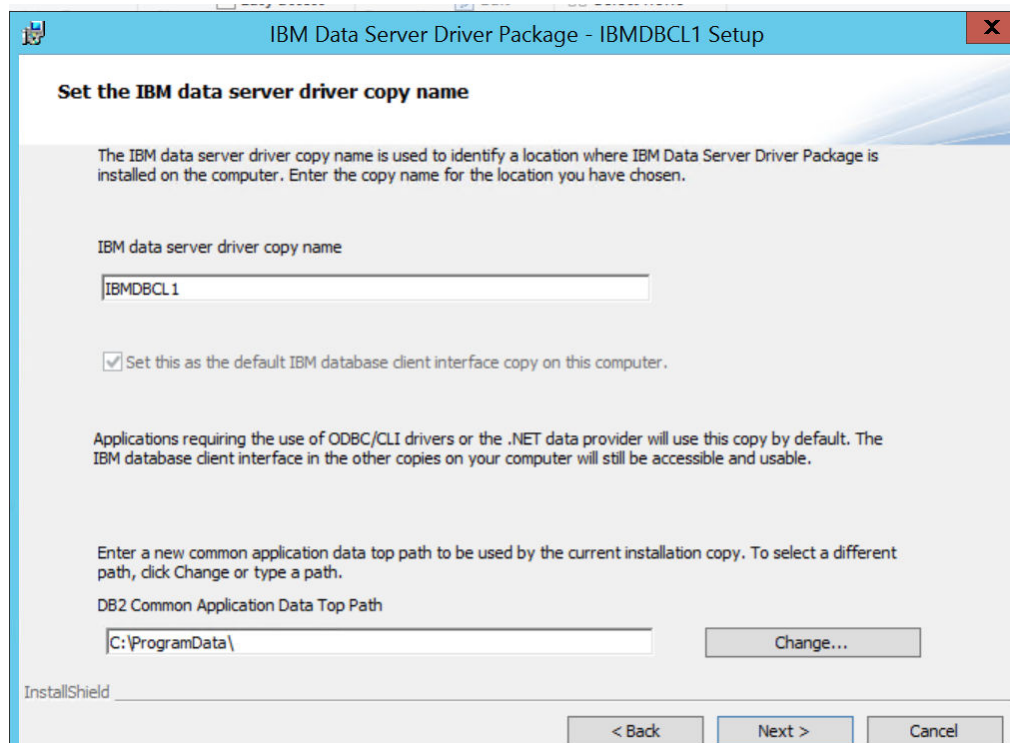 IBM Data Server Driver Package - IBMDBCL1 Setup
X
Set the IBM data server driver copy name
The IBM data server driver copy name is used to identify a location where IBM Data Server Driver Package is
installed on the computer. Enter the copy name for the location you have chosen.
IBM data server driver copy name
IBMDBCL1
Set this as the default IBM database client interface copy on this computer.
Applications requiring the use of ODBC/CLI drivers or the .NET data provider will use this copy by default. The
IBM database client interface in the other copies on your computer will still be accessible and usable.
Enter a new common application data top path to be used by the current installation copy. To select a different
path, click Change or type a path.
DB2 Common Application Data Top Path
C:\ProgramData\
Change...
InstallShield
< Back
Next >
Cancel